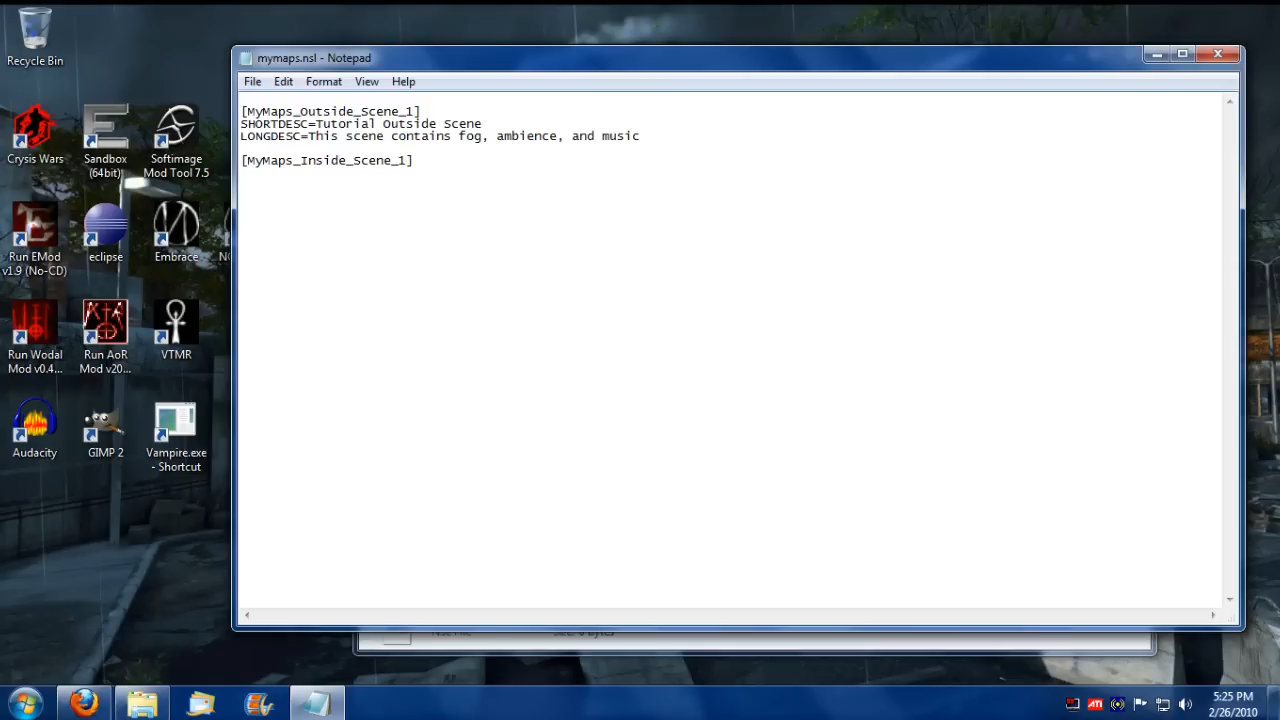 Recycle Bin
mymaps.nsl - Notepad
File Edit Format View Help
[MyMaps_Outside_Scene_1]
SHORTDESC=Tutorial Outside Scene
LONGDESC=This scene contains fog, ambience, and music
[MyMaps_Inside_Scene_1]
Crysis Wars
Sandbox
(64bit)
Softimage
Mod Tool 7.5
Run EMod
v1.9 (No-CD)
eclipse
Embrace
Run Wodal
Mod v0.4...
Run AoR
Mod v20...
VTMR
Audacity
GIMP 2
Vampire.exe
- Shortcut
5:25 PM
2/26/2010
ATI